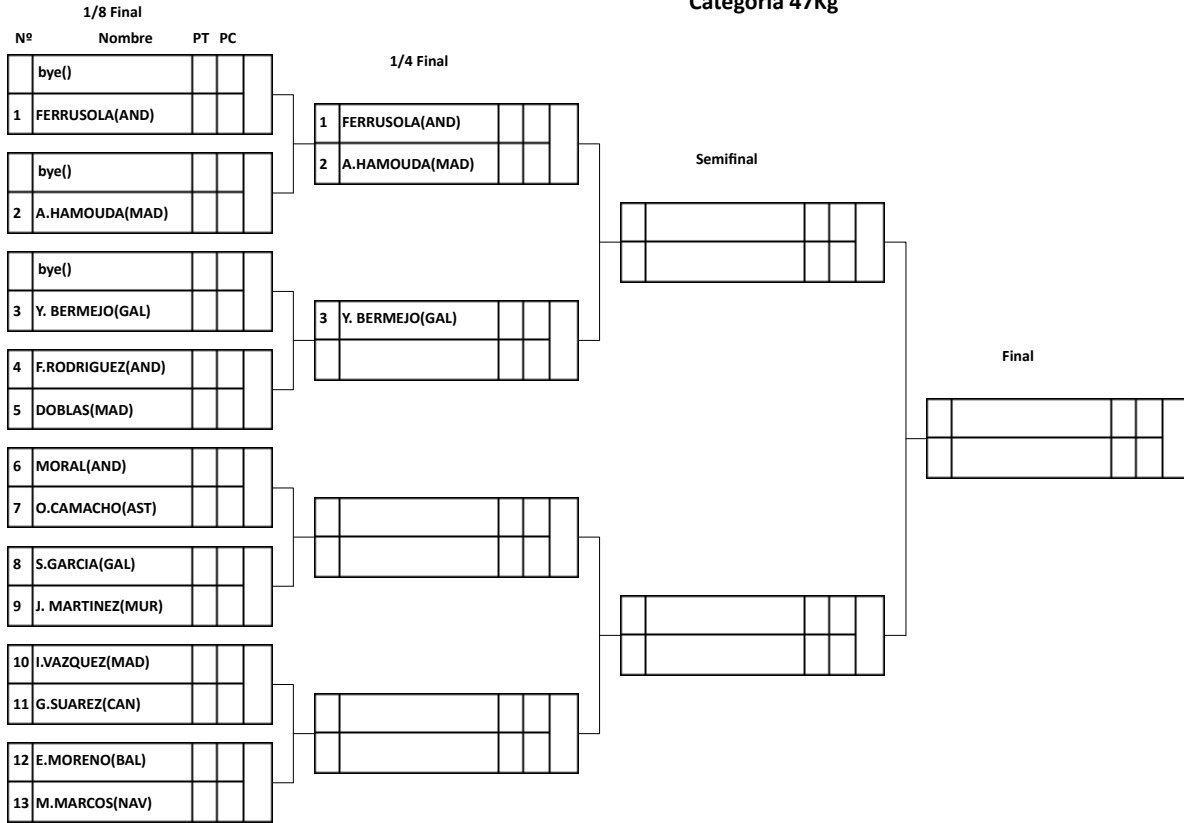 Categoría 47Kg
1/8 Final
Nº Nombre PT PC
bye()
1 FERRUSOLA(AND)
bye()
2 A.HAMOUDA(MAD)
bye()
3 Y. BERMEJO(GAL)
4 F.RODRIGUEZ(AND)
5 DOBLAS(MAD)
6 MORAL(AND)
7 O.CAMACHO(AST)
8 S.GARCIA(GAL)
9 J. MARTINEZ(MUR)
10 I.VAZQUEZ(MAD)
11 G.SUAREZ(CAN)
12 E.MORENO(BAL)
13 M.MARCOS(NAV)
1/4 Final
1 FERRUSOLA(AND)
2 A.HAMOUDA(MAD)
3 Y. BERMEJO(GAL)
Semifinal
Final